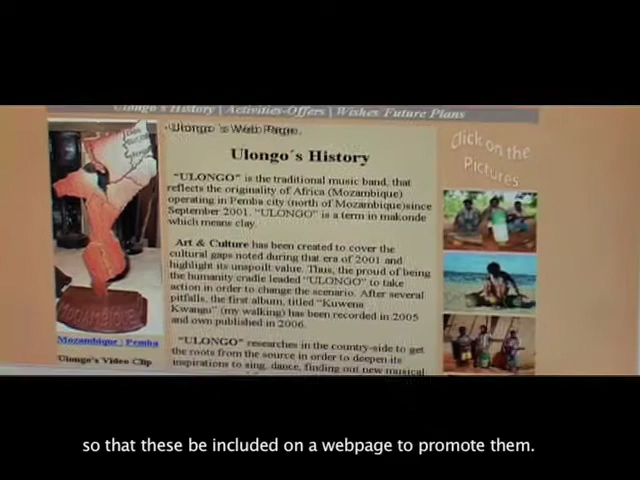 Ulongo's History | Activities-Offers | Wishes Future Plans
Ulongo's Web Page.
Click on the
Pictures
Ulongo´s History
"ULONGO" is the traditional music band, that
reflects the originality of Africa (Mozambique)
operating in Pemba city (north of Mozambique)since
September 2001. "ULONGO" is a term in makonde
which means clay.
Art & Culture has been created to cover the
cultural gaps noted during that era of 2001 and
highlight its unspoilt value. Thus, the proud of being
the humanity cradle leaded "ULONGO" to take
action in order to change the scenario. After several
pitfalls, the first album, titled "Kuwena
Kwangu" (my walking) has been recorded in 2005
and own published in 2006.
"ULONGO" researches in the country-side to get
the roots from the source in order to deepen its
inspirations to sing, dance, finding out new musical
MOZAMBIQUE
Mozambique | Pemba
Ulongo's Video Clip
so that these be included on a webpage to promote them.